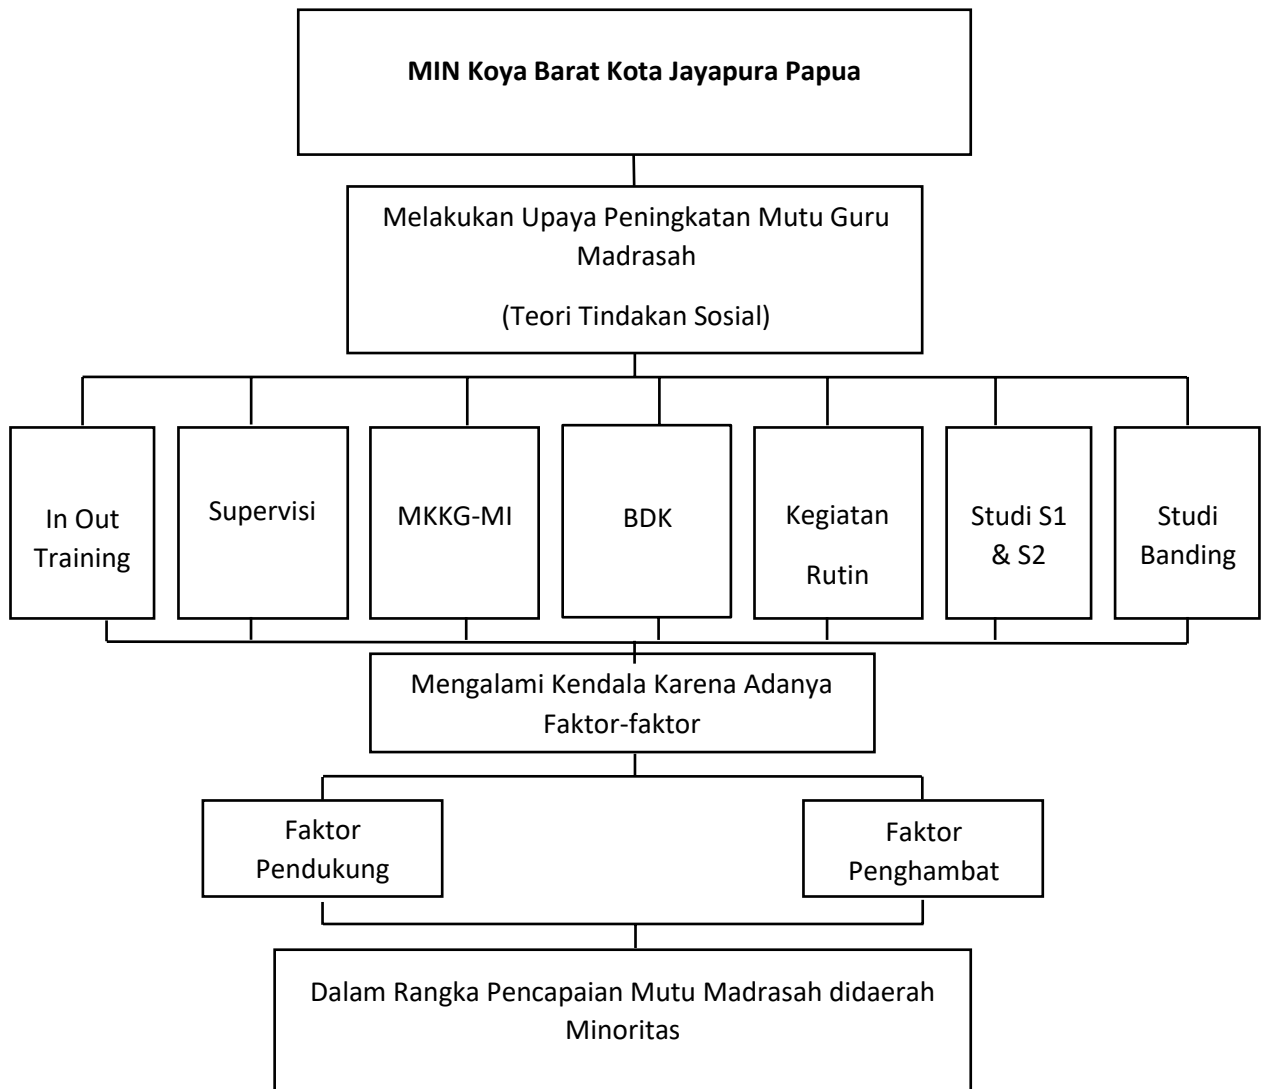 MIN Koya Barat Kota Jayapura Papua
Melakukan Upaya Peningkatan Mutu Guru
Madrasah
(Teori Tindakan Sosial)
In Out
Training
Supervisi
MKKG-MI
BDK
Kegiatan
Rutin
Studi S1
& S2
Studi
Banding
Mengalami Kendala Karena Adanya
Faktor-faktor
Faktor
Pendukung
Faktor
Penghambat
Dalam Rangka Pencapaian Mutu Madrasah didaerah
Minoritas